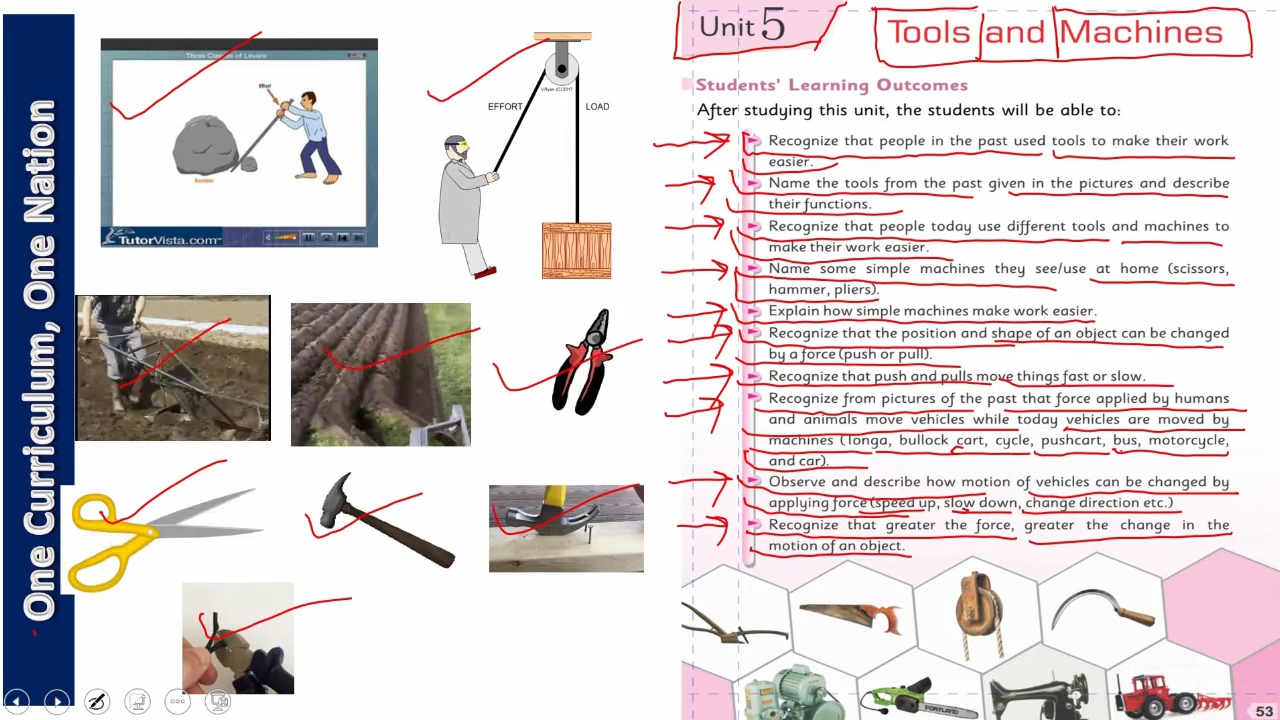 One Curriculum, One Nation
Three Classes of Levers
Effort
Boulder
TutorVista.com
EFFORT
LOAD
Unit 5
Tools and Machines
Students' Learning Outcomes
After studying this unit, the students will be able to:
Recognize that people in the past used tools to make their work
easier.
Name the tools from the past given in the pictures and describe
their functions.
Recognize that people today use different tools and machines to
make their work easier.
Name some simple machines they see/use at home (scissors,
hammer, pliers).
Explain how simple machines make work easier.
Recognize that the position and shape of an object can be changed
by a force (push or pull).
Recognize that push and pulls move things fast or slow.
Recognize from pictures of the past that force applied by humans
and animals move vehicles while today vehicles are moved by
machines (Tonga, bullock cart, cycle, pushcart, bus, motorcycle,
and car).
Observe and describe how motion of vehicles can be changed by
applying force (speed up, slow down, change direction etc.)
Recognize that greater the force, greater the change in the
motion of an object.
PORTLAND
53